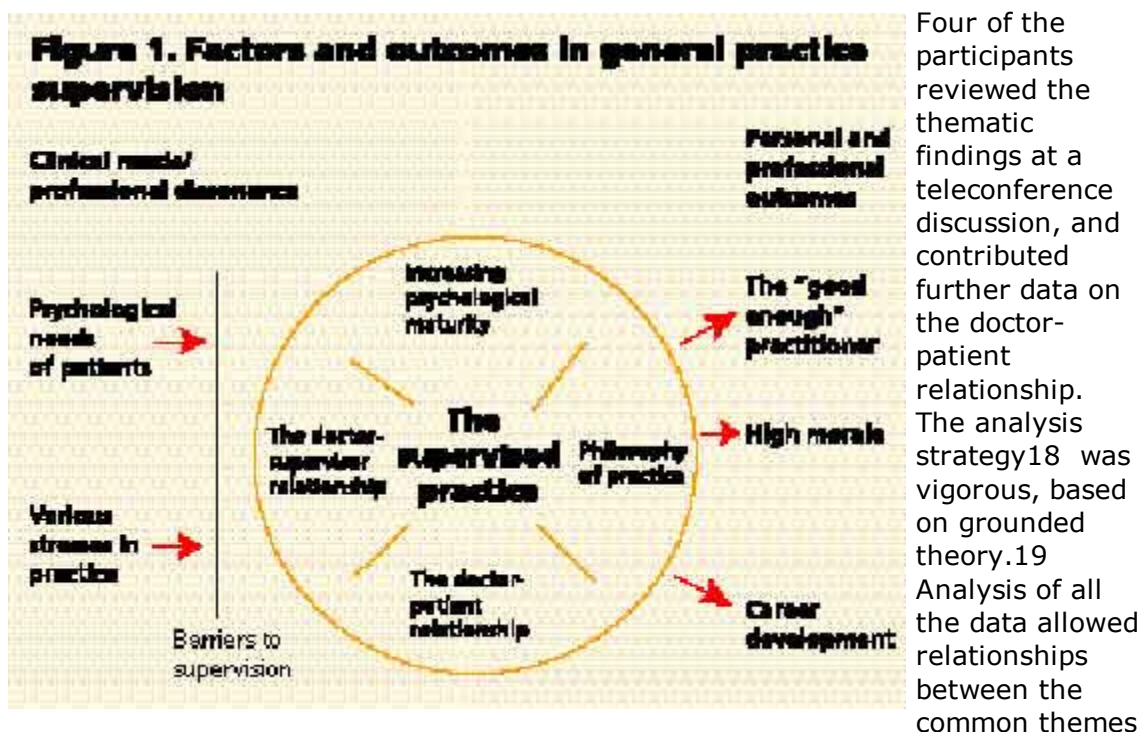 Figure 1. Factors and outcomes in general practice
supervision
Clinical needs/
professional dissonance
Personal and
professional
outcomes
Psychological
needs
of patients
Various
stresses in
practice
Barriers to
supervision
Increasing
psychological
maturity
The doctor-
supervisor
relationship
The
supervised
practice
Philosophy
of practice
The doctor-
patient
relationship
The "good
enough"
practitioner
High morale
Career
development
Four of the
participants
reviewed the
thematic
findings at a
teleconference
discussion, and
contributed
further data on
the doctor-
patient
relationship.
The analysis
strategy18 was
vigorous, based
on grounded
theory.19
Analysis of all
the data allowed
relationships
between the
common themes